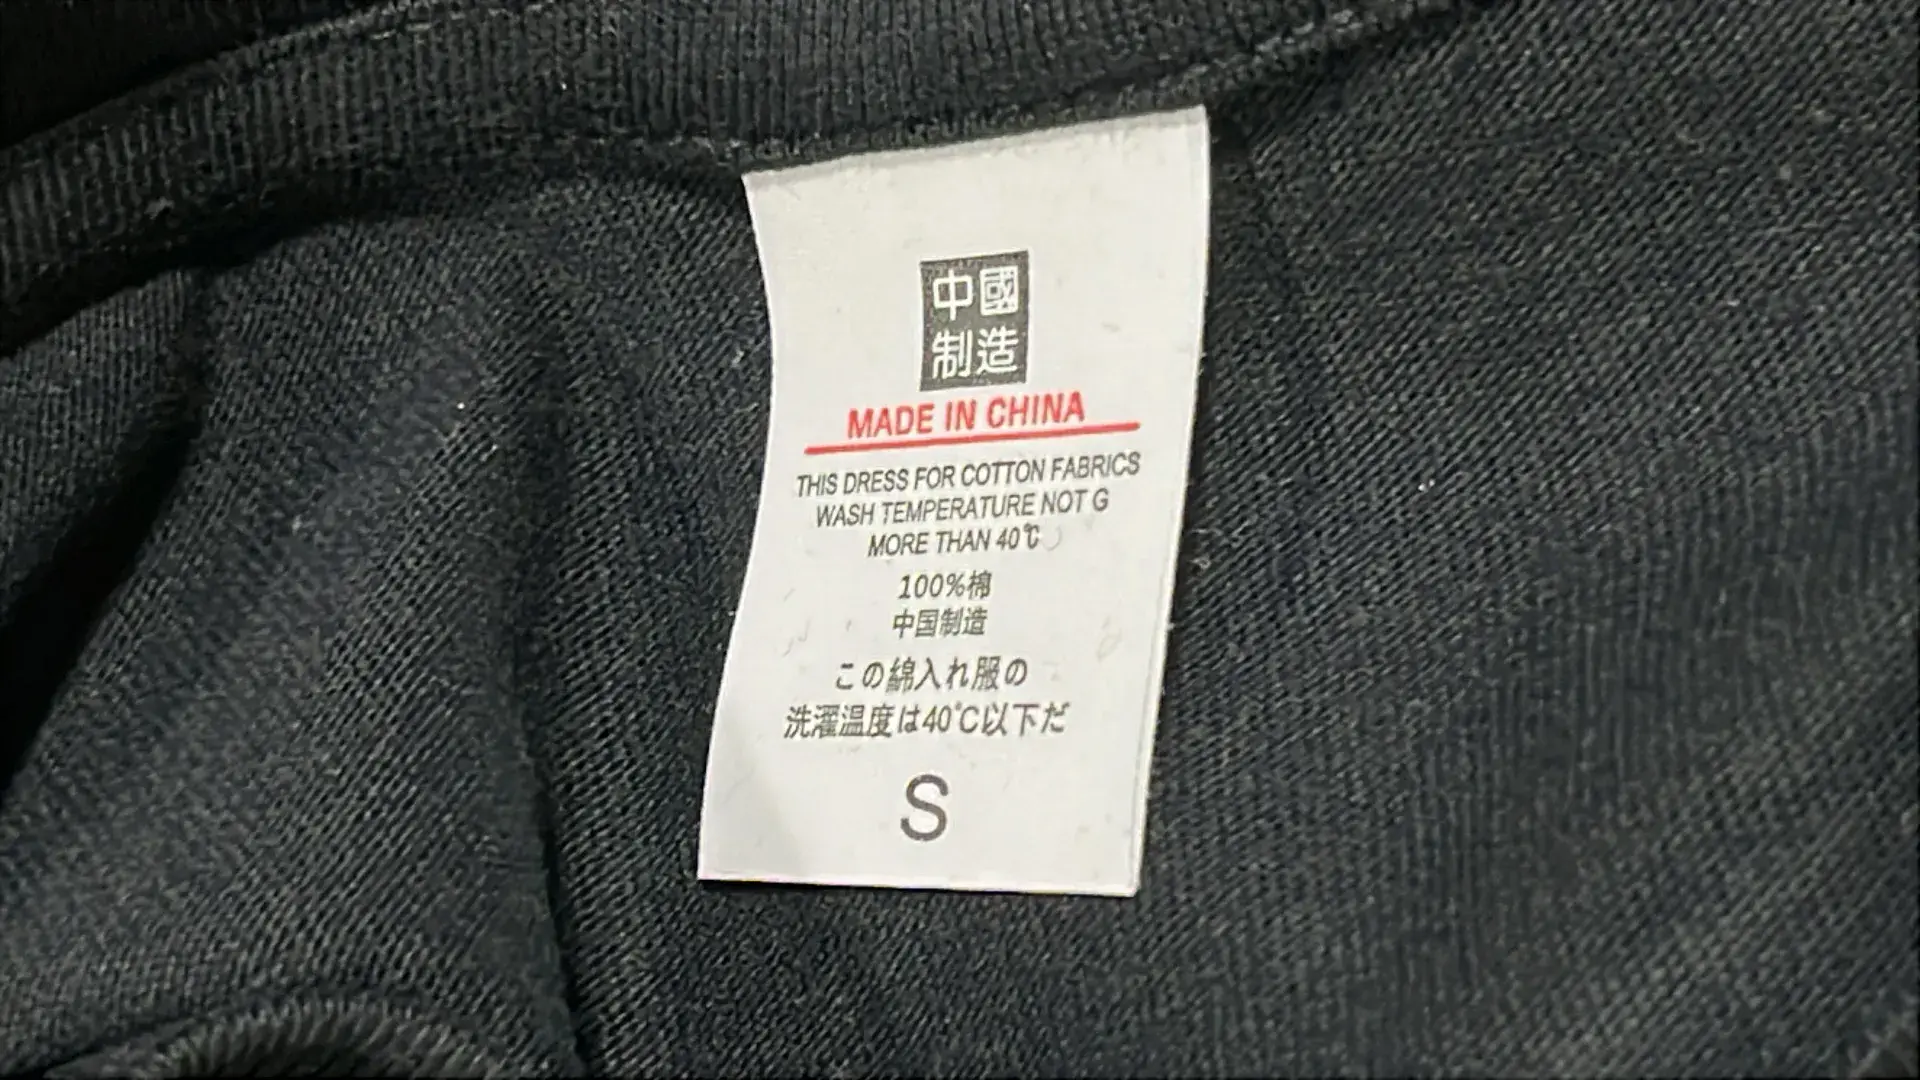 中國
制造
MADE IN CHINA
THIS DRESS FOR COTTON FABRICS
WASH TEMPERATURE NOT G
MORE THAN 40℃
100%棉
中国制造
この綿入れ服の
洗濯温度は40℃以下だ
S